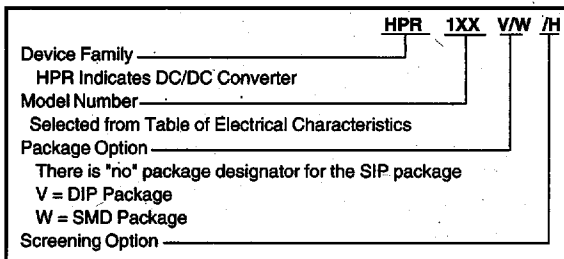 HPR 1XX V/W /H
Device Family
HPR Indicates DC/DC Converter
Model Number
Selected from Table of Electrical Characteristics
Package Option
There is "no" package designator for the SIP package
V = DIP Package
W = SMD Package
Screening Option